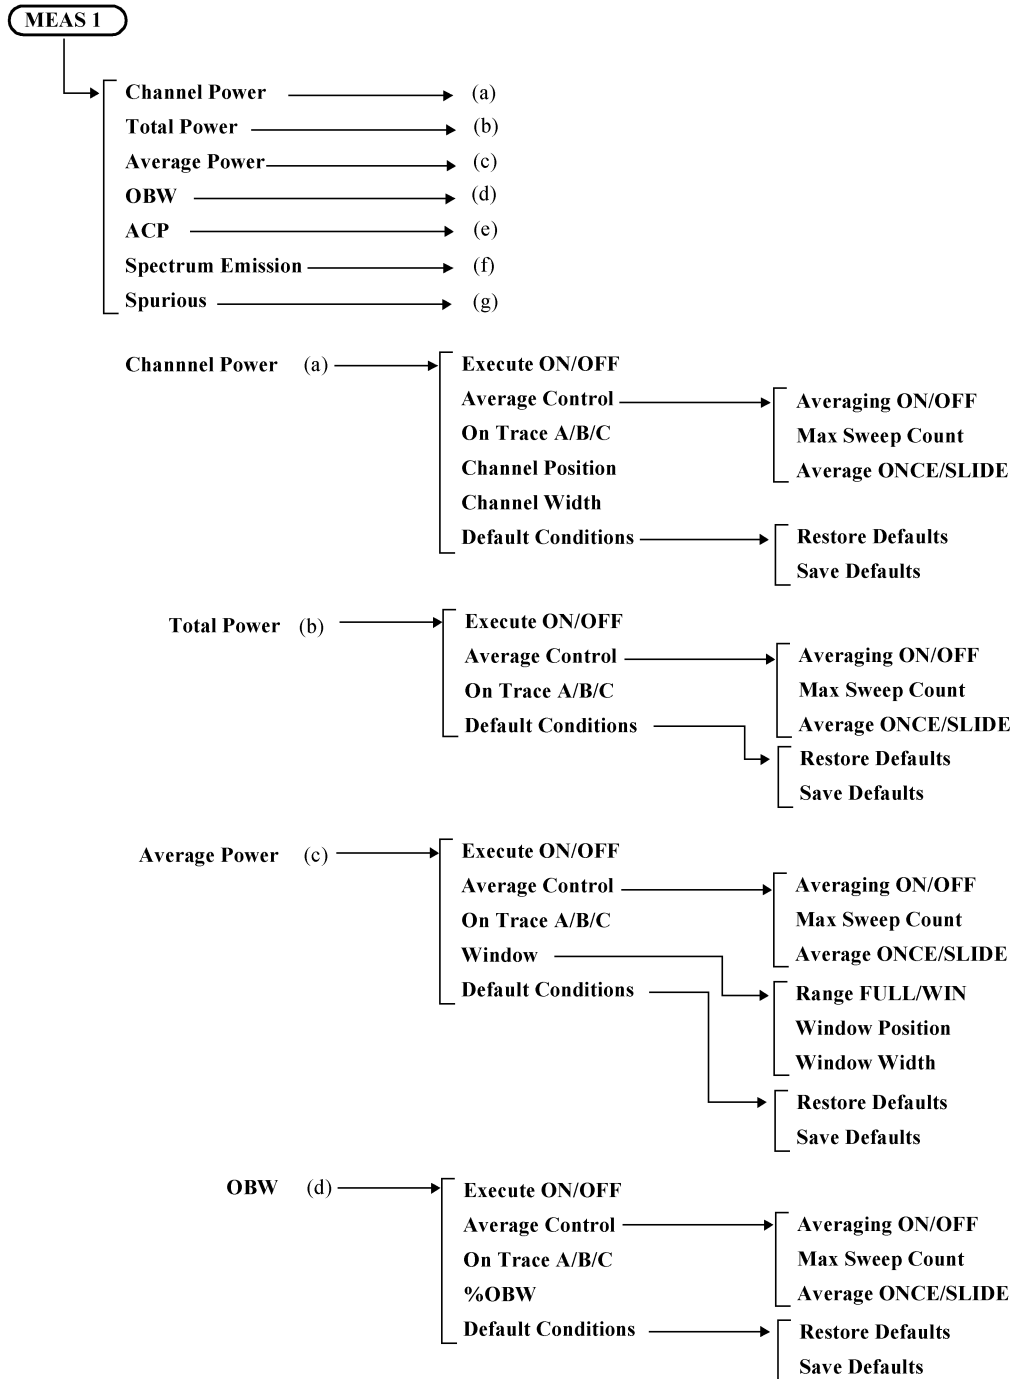 MEAS 1
Channel Power (a)
Total Power (b)
Average Power (c)
OBW (d)
ACP (e)
Spectrum Emission (f)
Spurious (g)
Channnel Power (a)
Execute ON/OFF
Average Control
On Trace A/B/C
Channel Position
Channel Width
Default Conditions
Averaging ON/OFF
Max Sweep Count
Average ONCE/SLIDE
Restore Defaults
Save Defaults
Total Power (b)
Execute ON/OFF
Average Control
On Trace A/B/C
Default Conditions
Averaging ON/OFF
Max Sweep Count
Average ONCE/SLIDE
Restore Defaults
Save Defaults
Average Power (c)
Execute ON/OFF
Average Control
On Trace A/B/C
Window
Default Conditions
Averaging ON/OFF
Max Sweep Count
Average ONCE/SLIDE
Range FULL/WIN
Window Position
Window Width
Restore Defaults
Save Defaults
OBW (d)
Execute ON/OFF
Average Control
On Trace A/B/C
%OBW
Default Conditions
Averaging ON/OFF
Max Sweep Count
Average ONCE/SLIDE
Restore Defaults
Save Defaults